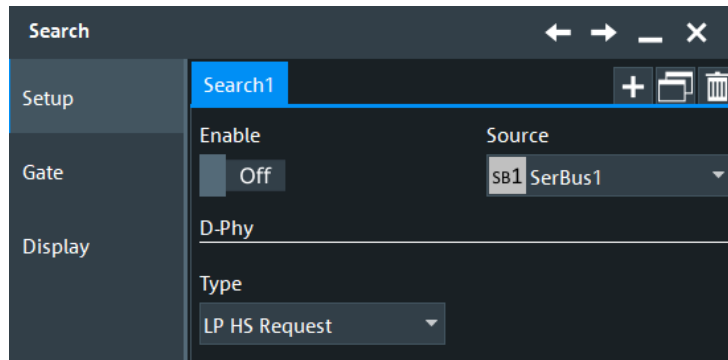 Search
Setup
Gate
Display
Search1
Enable
Off
Source
SB1 SerBus1
D-Phy
Type
LP HS Request